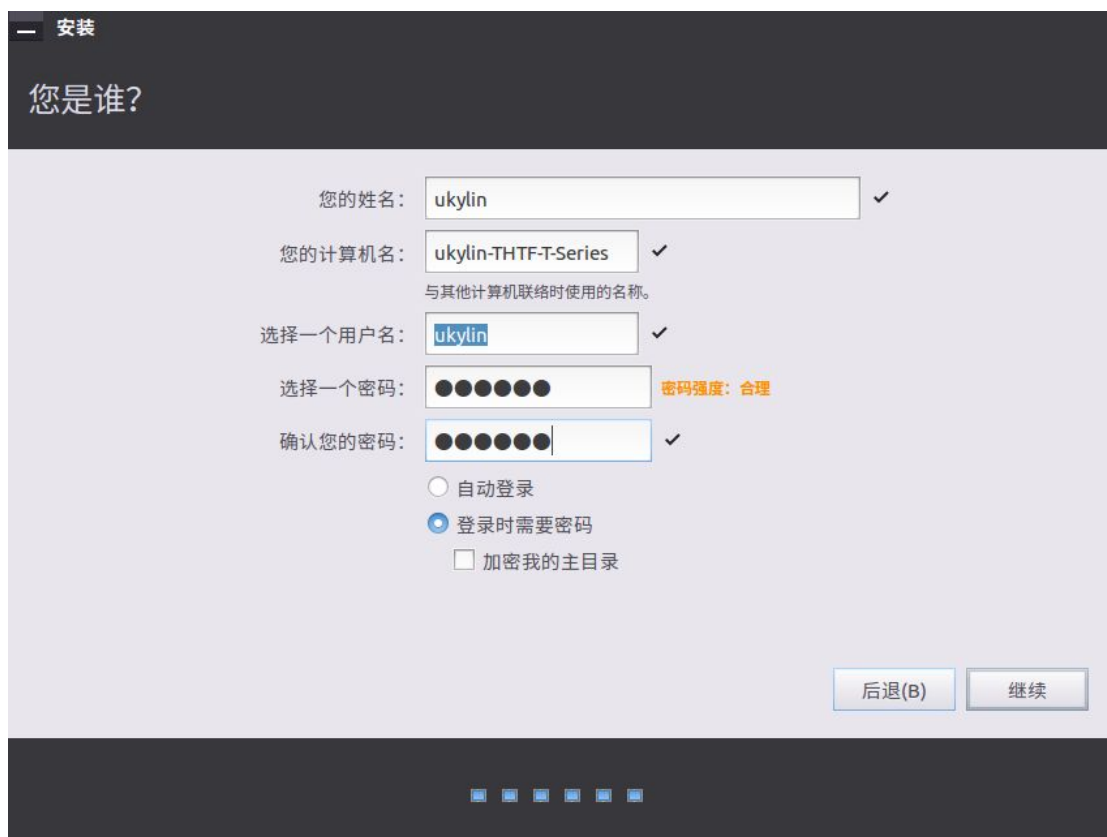 安装
您是谁?
您的姓名: ukylin
您的计算机名: ukylin-THTF-T-Series
与其他计算机联络时使用的名称。
选择一个用户名: ukylin
选择一个密码: ●●●●●● 密码强度: 合理
确认您的密码: ●●●●●●
自动登录
登录时需要密码
加密我的主目录
后退(B) 继续